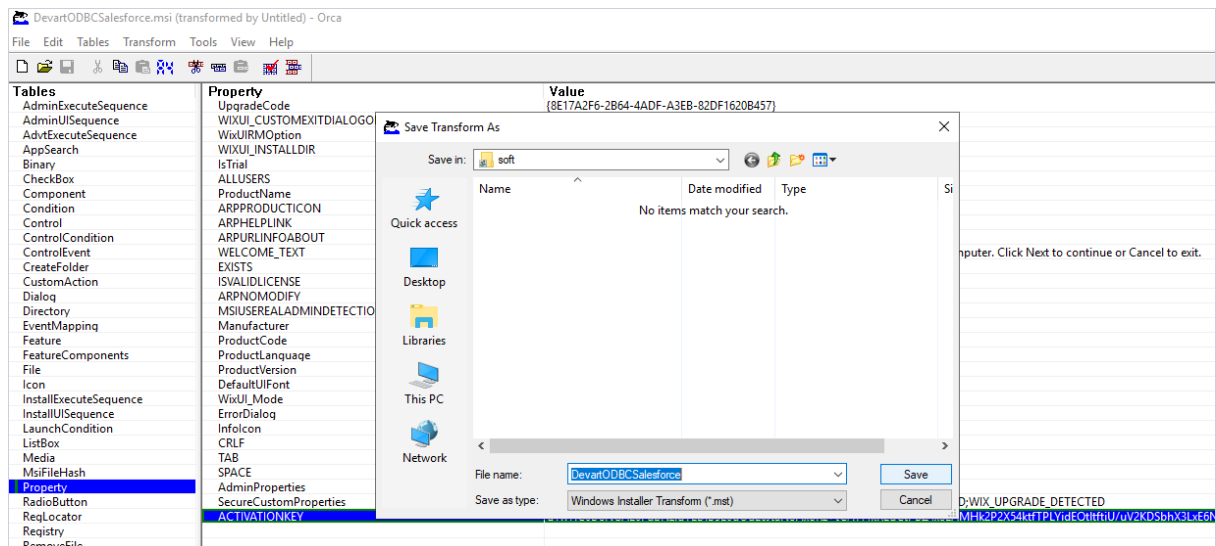 DevartODBCSalesforce.msi (transformed by Untitled) - Orca
File Edit Tables Transform Tools View Help
Tables
AdminExecuteSequence
AdminUISequence
AdvtExecuteSequence
AppSearch
Binary
CheckBox
Component
Condition
Control
ControlCondition
ControlEvent
CreateFolder
CustomAction
Dialog
Directory
EventMapping
Feature
FeatureComponents
File
Icon
InstallExecuteSequence
InstallUISequence
LaunchCondition
ListBox
Media
MsiFileHash
Property
RadioButton
RegLocator
Registry
RemoveFile
Property Value
UpgradeCode {8E17A2F6-2B64-4ADF-A3EB-82DF1620B457}
WIXUI_CUSTOMEXITDIALOGO
WixUIRMOption
WIXUI_INSTALLDIR
IsTrial
ALLUSERS
ProductName
ARPPRODUCTICON
ARPHELPLINK
ARPURLINFOABOUT
WELCOME_TEXT nputer. Click Next to continue or Cancel to exit.
EXISTS
ISVALIDLICENSE
ARPNOMODIFY
MSIUSEREALADMINDETECTIO
Manufacturer
ProductCode
ProductLanguage
ProductVersion
DefaultUIFont
WixUI_Mode
ErrorDialog
InfoIcon
CRLF
TAB
SPACE
AdminProperties
SecureCustomProperties D;WIX_UPGRADE_DETECTED
ACTIVATIONKEY
Save Transform As
Save in: soft
Quick access
Desktop
Libraries
This PC
Network
Name Date modified Type Si
No items match your search.
File name: DevartODBCSalesforce Save
Save as type: Windows Installer Transform (*.mst) Cancel